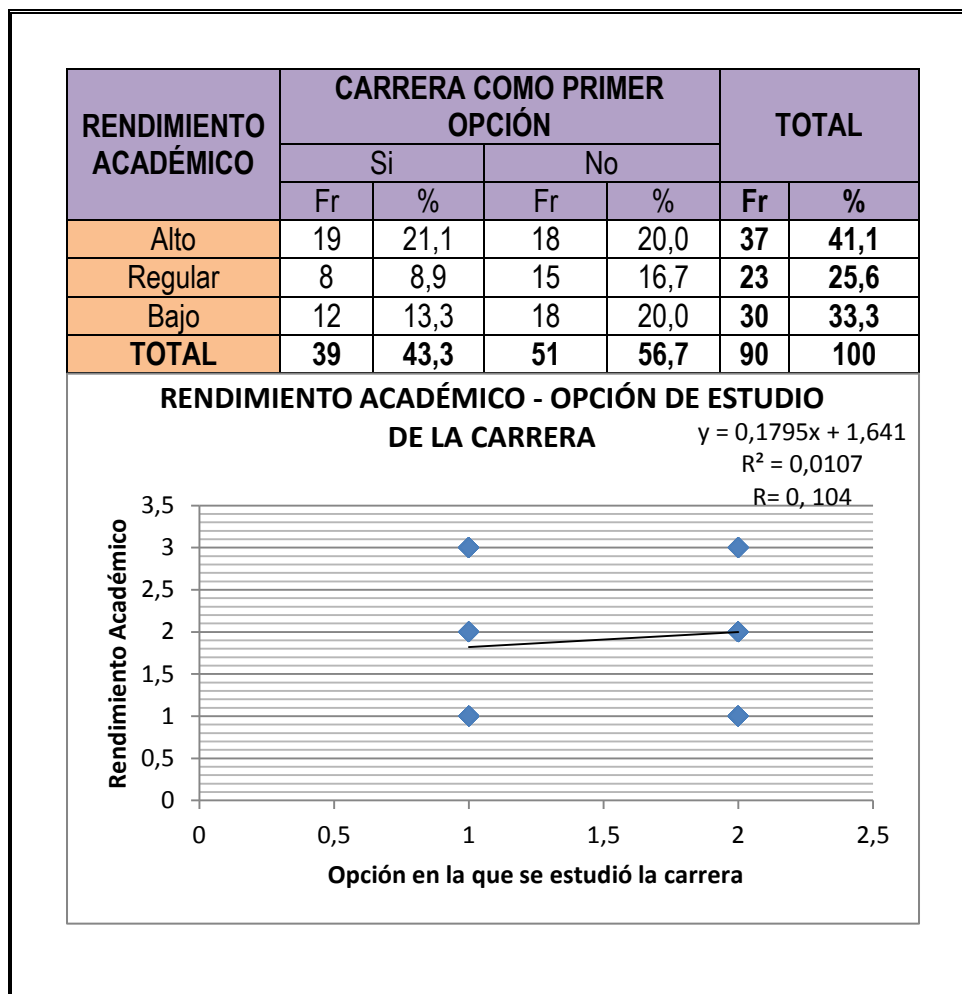 RENDIMIENTO ACADÉMICO CARRERA COMO PRIMER OPCIÓN TOTAL
Si No
Fr % Fr % Fr %
Alto 19 21,1 18 20,0 37 41,1
Regular 8 8,9 15 16,7 23 25,6
Bajo 12 13,3 18 20,0 30 33,3
TOTAL 39 43,3 51 56,7 90 100
RENDIMIENTO ACADÉMICO - OPCIÓN DE ESTUDIO
DE LA CARRERA
y = 0,1795x + 1,641
R² = 0,0107
R= 0, 104
Rendimiento Académico
3,5
3
2,5
2
1,5
1
0,5
0
0 0,5 1 1,5 2 2,5
Opción en la que se estudió la carrera